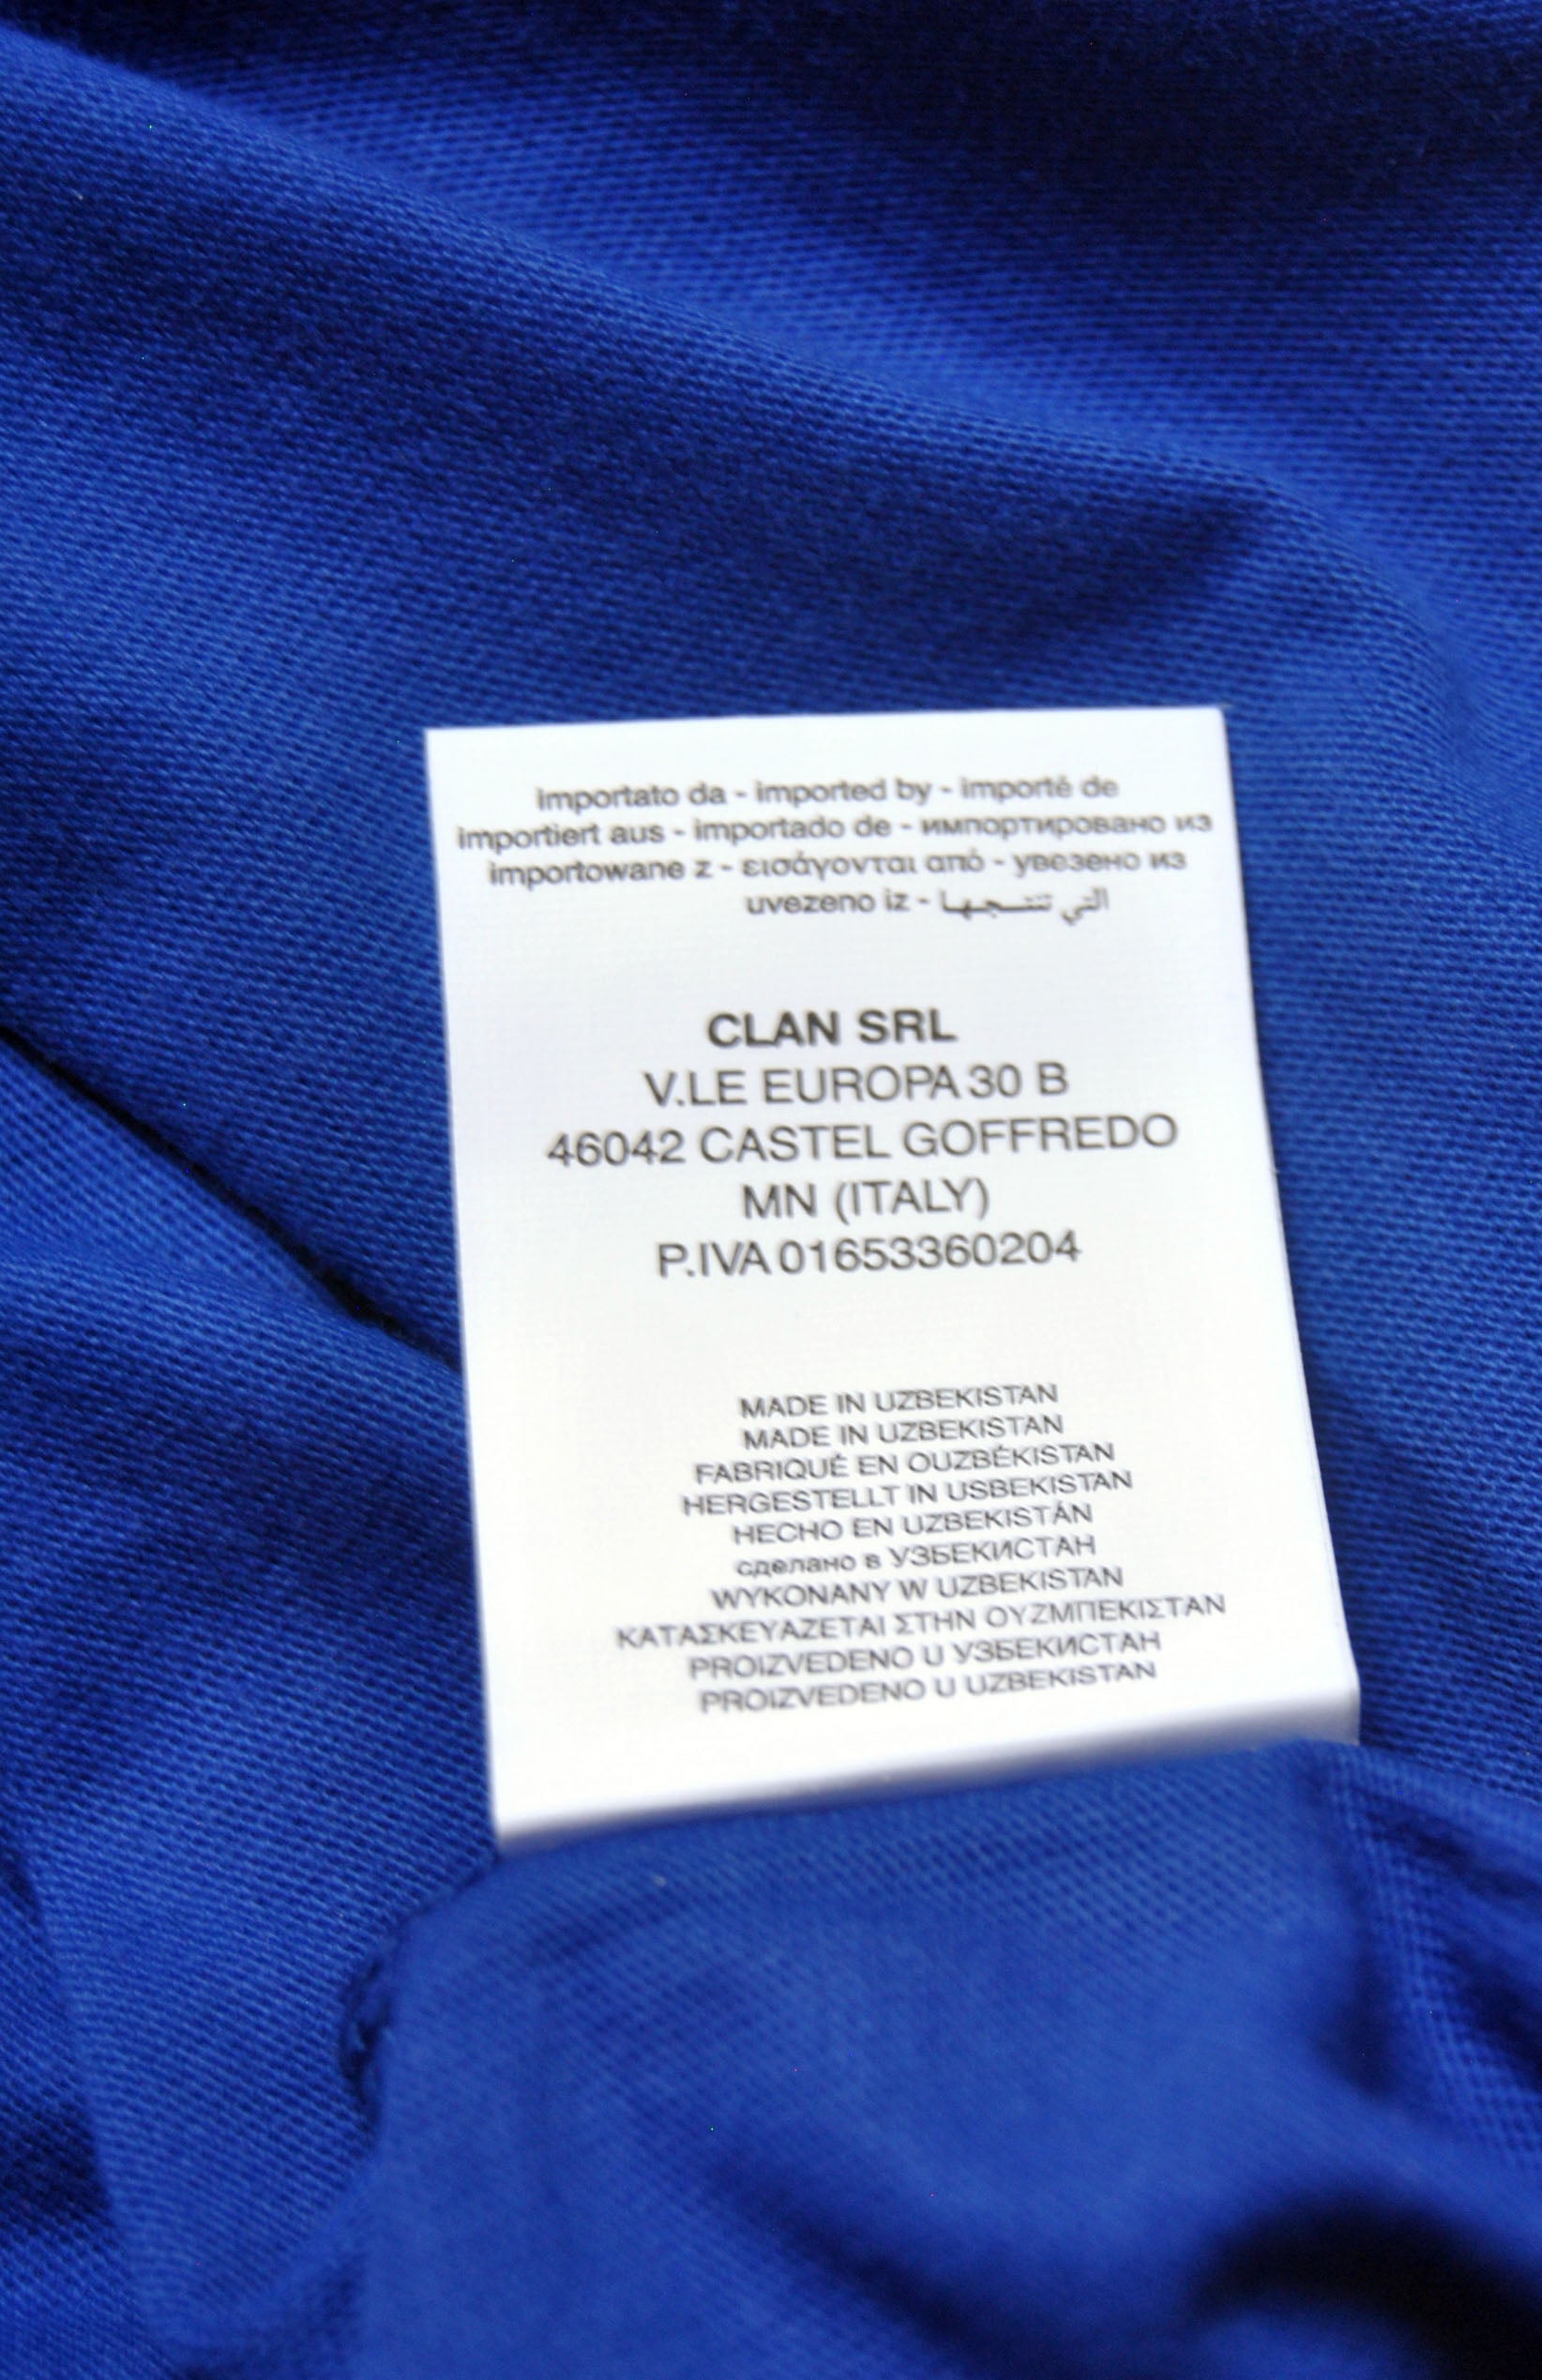 importato da - imported by - importé de
importiert aus - importado de - импортировано из
importowane z - εισάγονται από - увезено из
uvezeno iz - التي تنتجها
CLAN SRL
V.LE EUROPA 30 B
46042 CASTEL GOFFREDO
MN (ITALY)
P.IVA 01653360204
MADE IN UZBEKISTAN
MADE IN UZBEKISTAN
FABRIQUÉ EN OUZBÉKISTAN
HERGESTELLT IN USBEKISTAN
HECHO EN UZBEKISTÁN
сделано в УЗБЕКИСТАН
WYKONANY W UZBEKISTAN
ΚΑΤΑΣΚΕΥΑΖΕΤΑΙ ΣΤΗΝ ΟΥΖΜΠΕΚΙΣΤΑΝ
PROIZVEDENO U УЗБЕКИСТАН
PROIZVEDENO U UZBEKISTAN